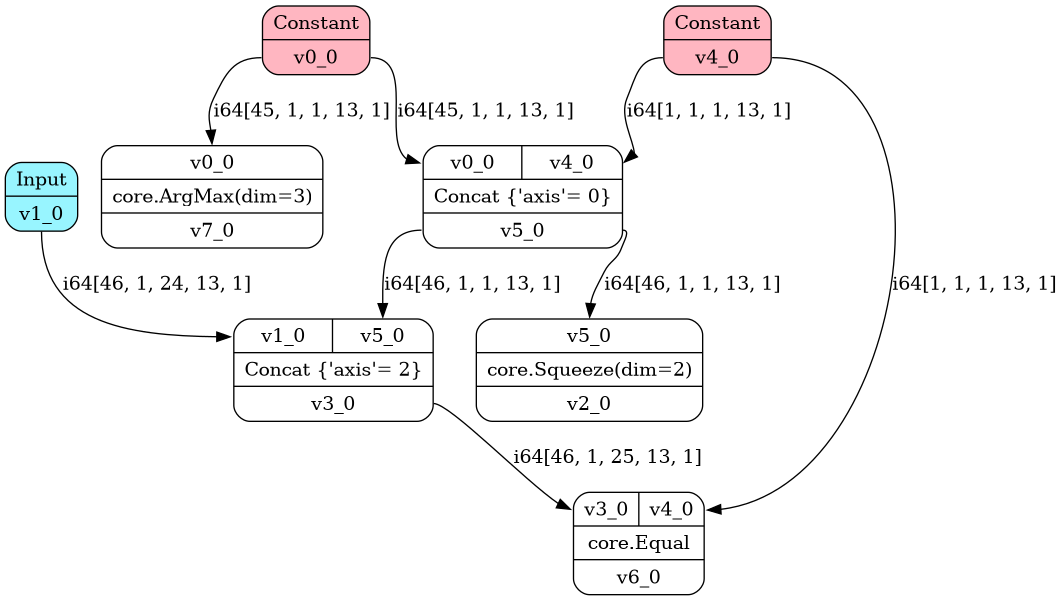 Constant
v0_0
Constant
v4_0
i64[45, 1, 1, 13, 1]
i64[45, 1, 1, 13, 1]
i64[1, 1, 1, 13, 1]
Input
v1_0
v0_0
core.ArgMax(dim=3)
v7_0
v0_0 v4_0
Concat {'axis'= 0}
v5_0
i64[46, 1, 24, 13, 1]
i64[46, 1, 1, 13, 1]
i64[46, 1, 1, 13, 1]
i64[1, 1, 1, 13, 1]
v1_0 v5_0
Concat {'axis'= 2}
v3_0
v5_0
core.Squeeze(dim=2)
v2_0
i64[46, 1, 25, 13, 1]
v3_0 v4_0
core.Equal
v6_0